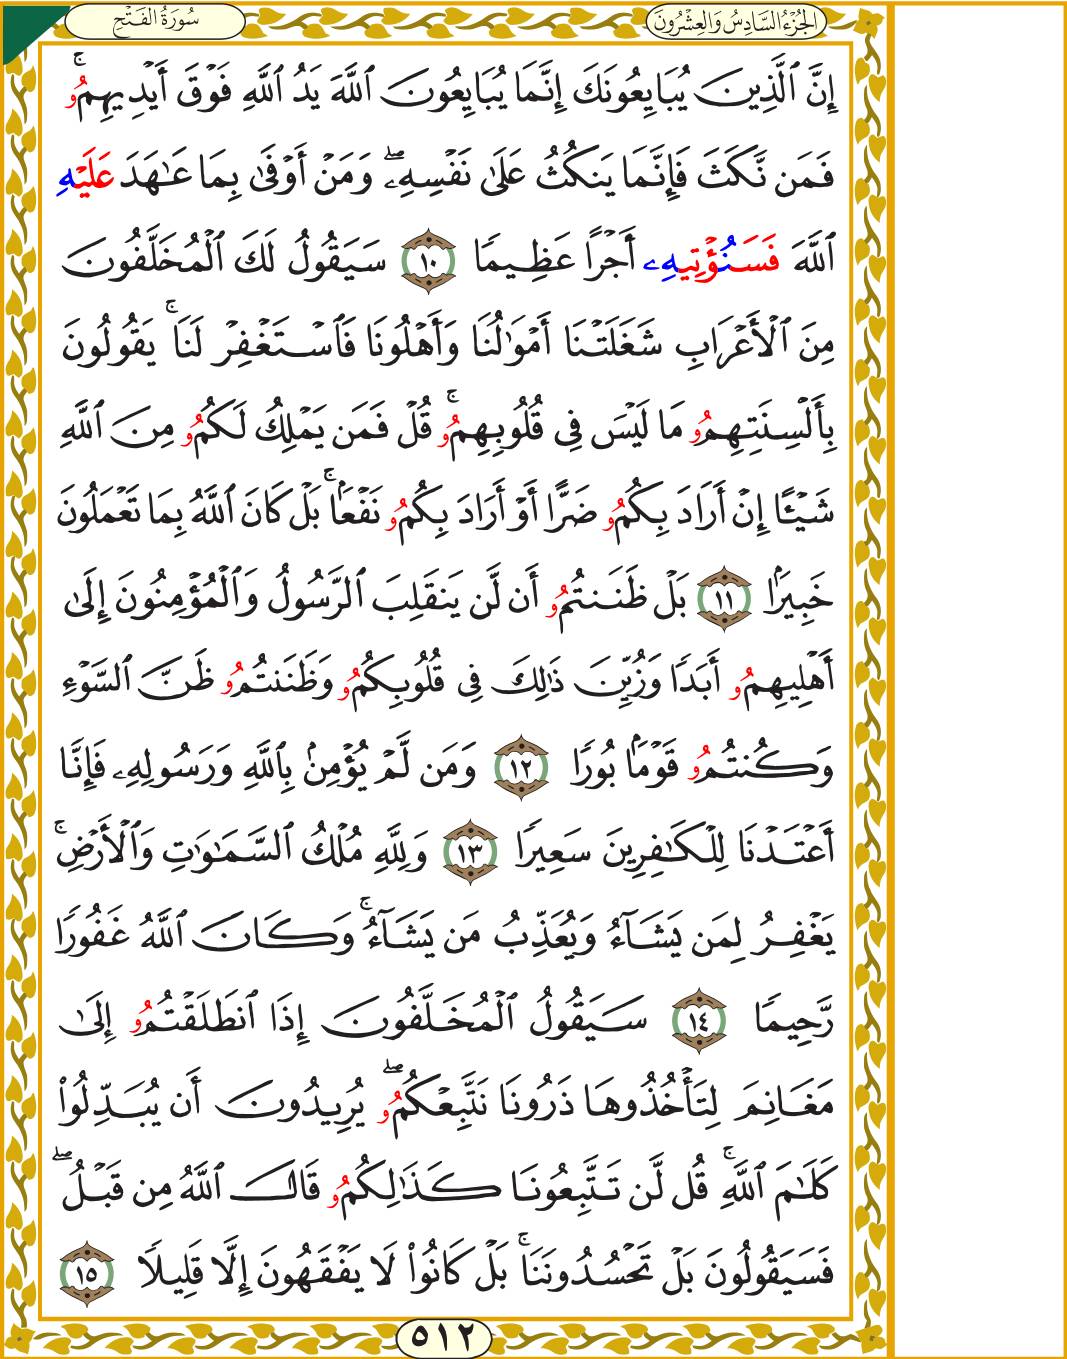 سُورَةُ الفَتْحِ
الجُزْءُ السَّادِسُ وَالعِشْرُونَ
إِنَّ ٱلَّذِينَ يُبَايِعُونَكَ إِنَّمَا يُبَايِعُونَ ٱللَّهَ يَدُ ٱللَّهِ فَوْقَ أَيْدِيهِمُۥۚ
فَمَن نَّكَثَ فَإِنَّمَا يَنكُثُ عَلَىٰ نَفْسِهِۦۖ وَمَنْ أَوْفَىٰ بِمَا عَٰهَدَ عَلَيْهِ
ٱللَّهَ فَسَنُؤْتِيهِۦ أَجْرًا عَظِيمًا ١٠ سَيَقُولُ لَكَ ٱلْمُخَلَّفُونَ
مِنَ ٱلْأَعْرَابِ شَغَلَتْنَا أَمْوَٰلُنَا وَأَهْلُونَا فَٱسْتَغْفِرْ لَنَاۚ يَقُولُونَ
بِأَلْسِنَتِهِمُۥ مَا لَيْسَ فِى قُلُوبِهِمُۥۚ قُلْ فَمَن يَمْلِكُ لَكُمُۥ مِنَ ٱللَّهِ
شَيْـًٔا إِنْ أَرَادَ بِكُمُۥ ضَرًّا أَوْ أَرَادَ بِكُمُۥ نَفْعَۢاۚ بَلْ كَانَ ٱللَّهُ بِمَا تَعْمَلُونَ
خَبِيرَۢا ١١ بَلْ ظَنَنتُمُۥ أَن لَّن يَنقَلِبَ ٱلرَّسُولُ وَٱلْمُؤْمِنُونَ إِلَىٰ
أَهْلِيهِمُۥ أَبَدًا وَزُيِّنَ ذَٰلِكَ فِى قُلُوبِكُمُۥ وَظَنَنتُمُۥ ظَنَّ ٱلسَّوْءِ
وَكُنتُمُۥ قَوْمَۢا بُورًا ١٢ وَمَن لَّمْ يُؤْمِنۢ بِٱللَّهِ وَرَسُولِهِۦ فَإِنَّا
أَعْتَدْنَا لِلْكَٰفِرِينَ سَعِيرًا ١٣ وَلِلَّهِ مُلْكُ ٱلسَّمَٰوَٰتِ وَٱلْأَرْضِۚ
يَغْفِرُ لِمَن يَشَآءُ وَيُعَذِّبُ مَن يَشَآءُۚ وَكَانَ ٱللَّهُ غَفُورًا
رَّحِيمًا ١٤ سَيَقُولُ ٱلْمُخَلَّفُونَ إِذَا ٱنطَلَقْتُمُۥ إِلَىٰ
مَغَانِمَ لِتَأْخُذُوهَا ذَرُونَا نَتَّبِعْكُمُۥۖ يُرِيدُونَ أَن يُبَدِّلُوا۟
كَلَٰمَ ٱللَّهِۚ قُل لَّن تَتَّبِعُونَا كَذَٰلِكُمُۥ قَالَ ٱللَّهُ مِن قَبْلُۖ
فَسَيَقُولُونَ بَلْ تَحْسُدُونَنَاۚ بَلْ كَانُوا۟ لَا يَفْقَهُونَ إِلَّا قَلِيلًا ١٥
٥١٢